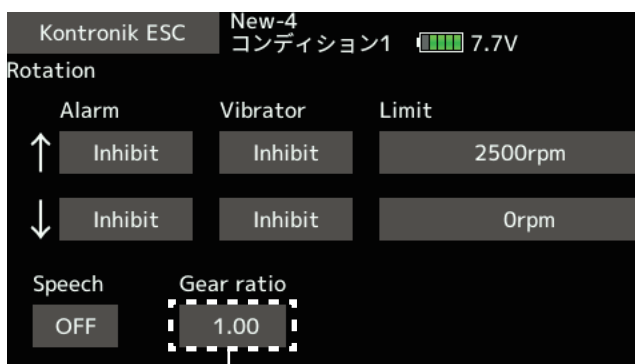 Kontronik ESC New-4
コンディション1 7.7V
Rotation
Alarm Vibrator Limit
↑ Inhibit Inhibit 2500rpm
↓ Inhibit Inhibit 0rpm
Speech Gear ratio
OFF 1.00